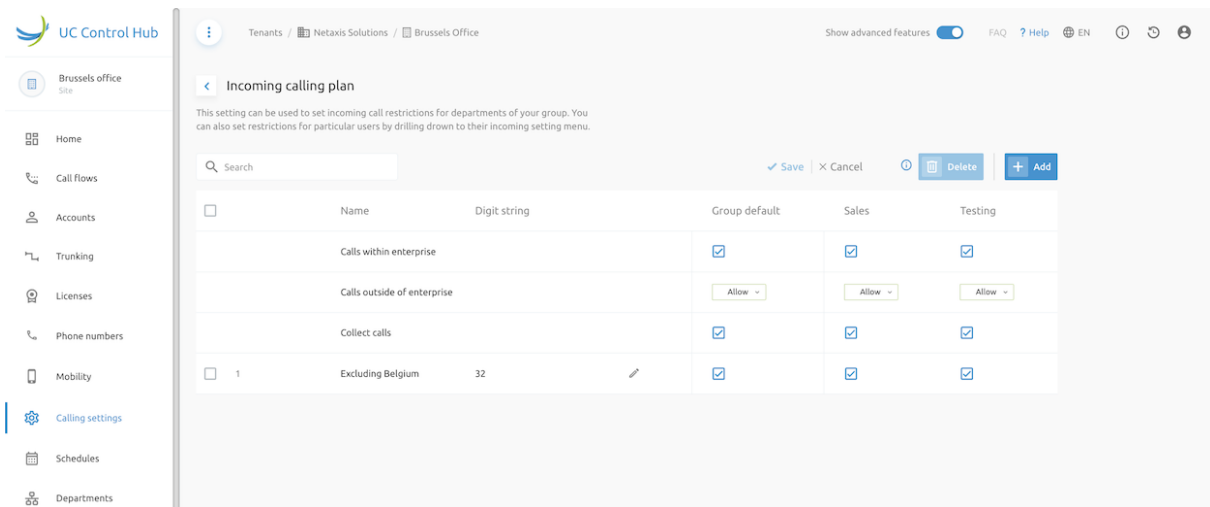 UC Control Hub
Tenants / Netaxis Solutions / Brussels Office
Show advanced features
FAQ
? Help
EN
Brussels office
Site
Incoming calling plan
This setting can be used to set incoming call restrictions for departments of your group. You
can also set restrictions for particular users by drilling drown to their incoming setting menu.
Home
Call flows
Accounts
Trunking
Licenses
Phone numbers
Mobility
Calling settings
Schedules
Departments
Search
Save
Cancel
Delete
+ Add
Name Digit string Group default Sales Testing
Calls within enterprise
Calls outside of enterprise Allow Allow Allow
Collect calls
1 Excluding Belgium 32